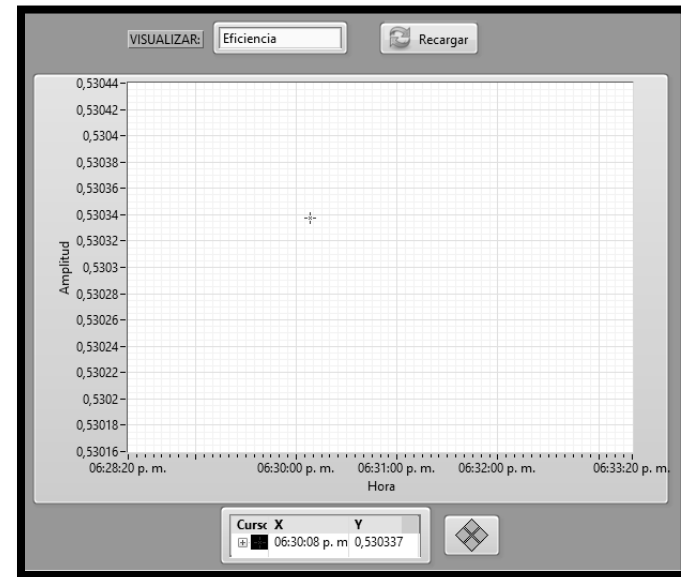 VISUALIZAR: Eficiencia Recargar
0,53044
0,53042
0,5304
0,53038
0,53036
0,53034
0,53032
0,5303
0,53028
0,53026
0,53024
0,53022
0,5302
0,53018
0,53016
Amplitud
06:28:20 p. m. 06:30:00 p. m. 06:31:00 p. m. 06:32:00 p. m. 06:33:20 p. m.
Hora
Curso X Y
06:30:08 p. m 0,530337